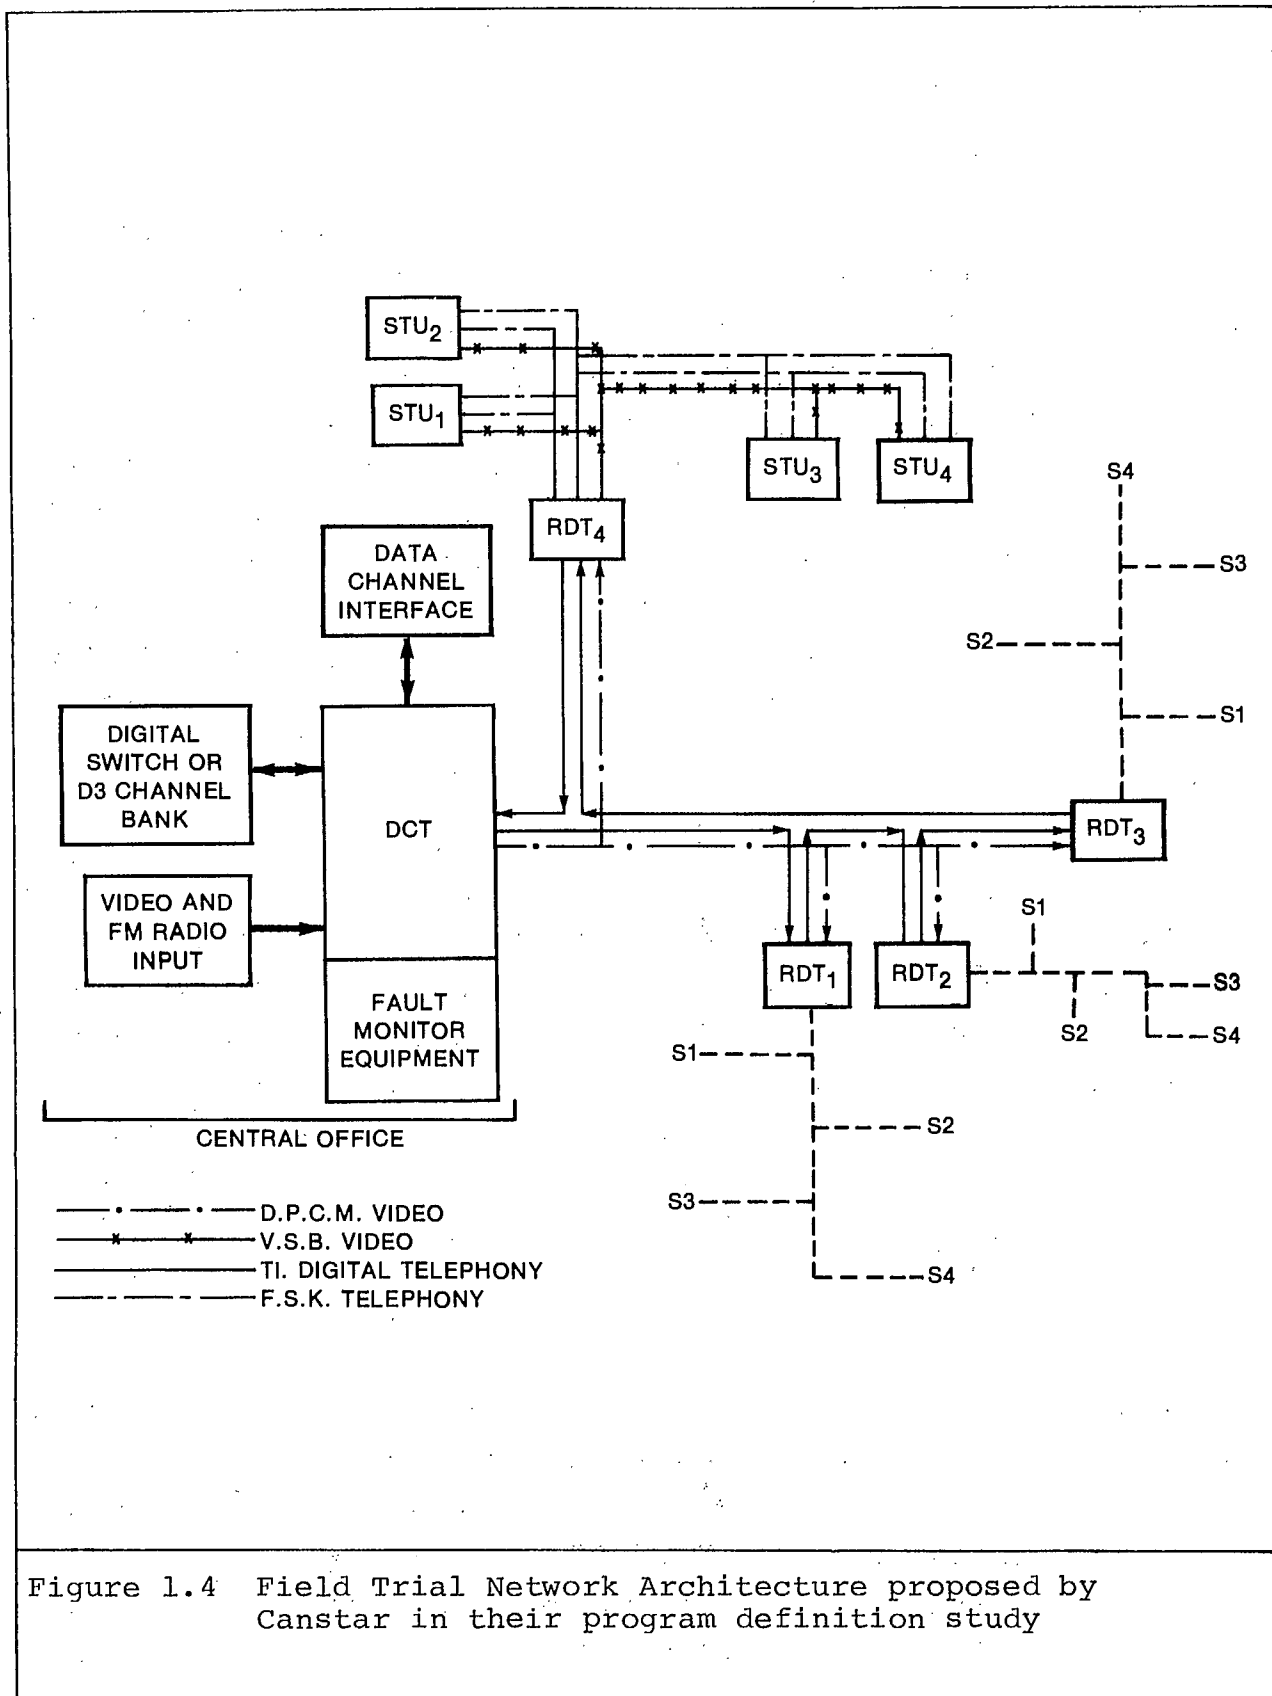 STU2
STU1
STU3
STU4
RDT4
S4
S3
S2
S1
DATA
CHANNEL
INTERFACE
DIGITAL
SWITCH OR
D3 CHANNEL
BANK
DCT
RDT3
VIDEO AND
FM RADIO
INPUT
S1
RDT1
RDT2
S3
S2
S4
FAULT
MONITOR
EQUIPMENT
S1
S2
S3
S4
CENTRAL OFFICE
D.P.C.M. VIDEO
V.S.B. VIDEO
TI. DIGITAL TELEPHONY
F.S.K. TELEPHONY
Figure 1.4 Field Trial Network Architecture proposed by
Canstar in their program definition study